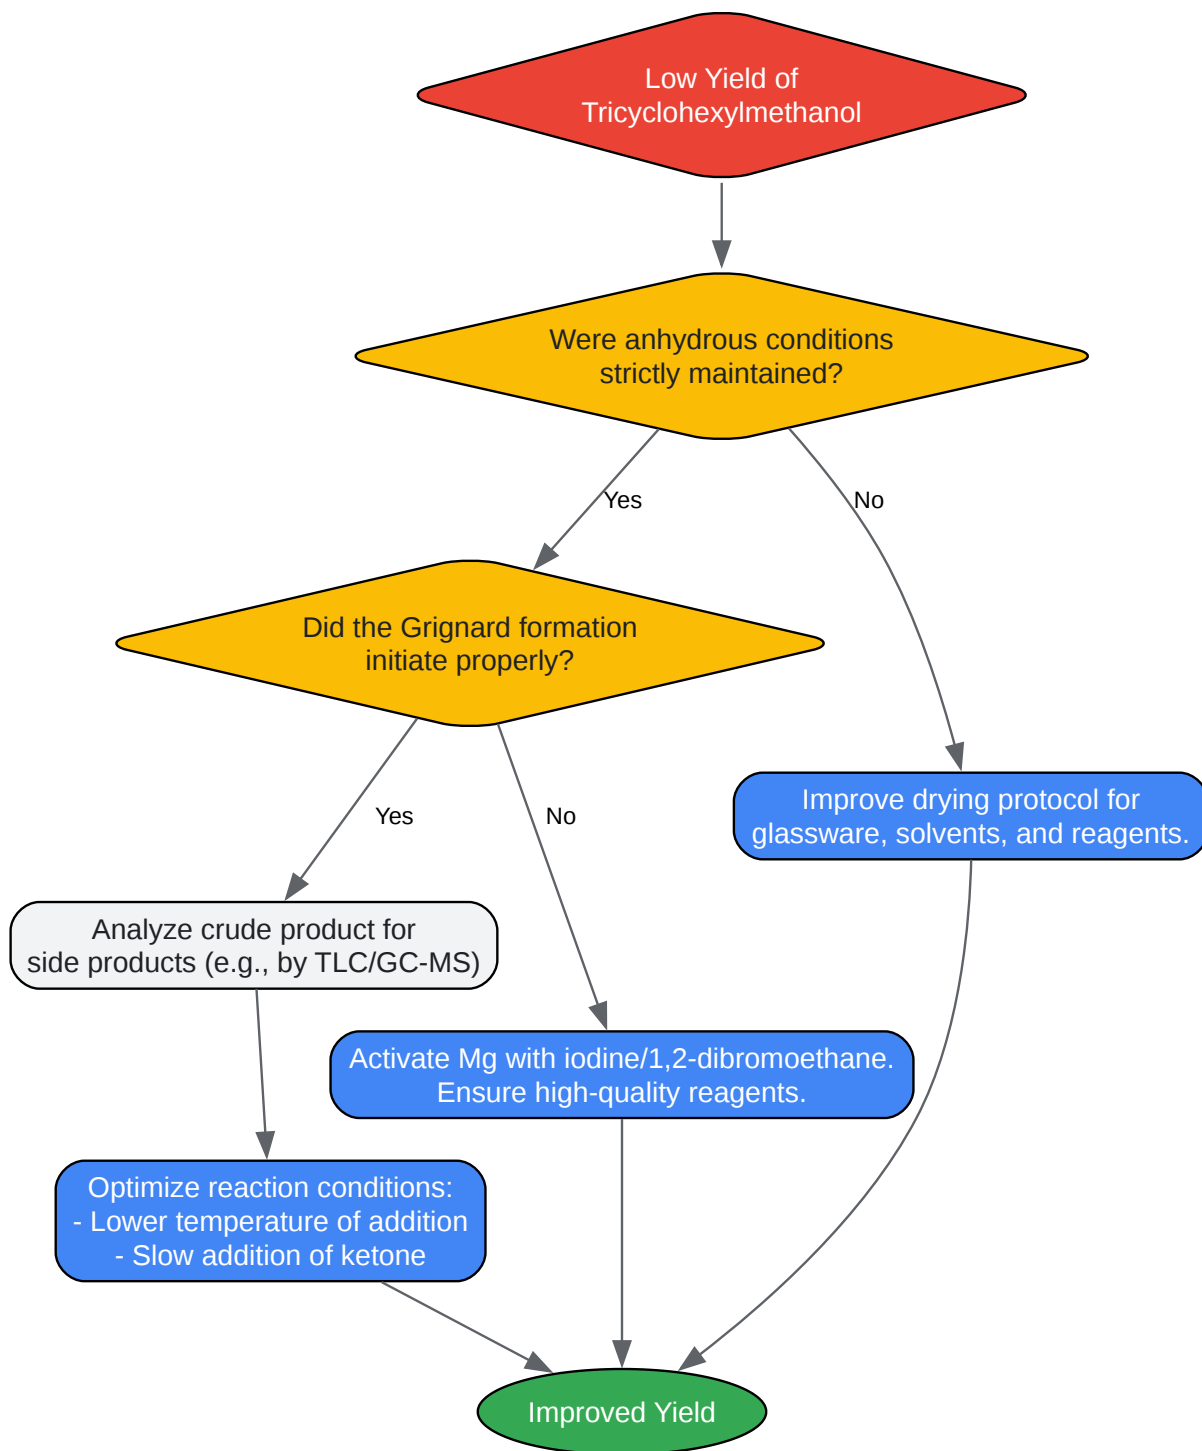 Low Yield of
Tricyclohexylmethanol
Were anhydrous conditions
strictly maintained?
Yes
No
Did the Grignard formation
initiate properly?
Improve drying protocol for
glassware, solvents, and reagents.
Yes
No
Analyze crude product for
side products (e.g., by TLC/GC-MS)
Activate Mg with iodine/1,2-dibromoethane.
Ensure high-quality reagents.
Optimize reaction conditions:
- Lower temperature of addition
- Slow addition of ketone
Improved Yield